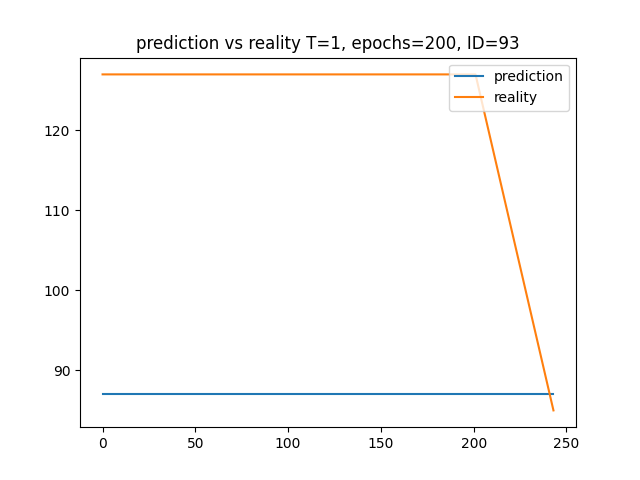 prediction vs reality T=1, epochs=200, ID=93
prediction
reality
120
110
100
90
0 50 100 150 200 250